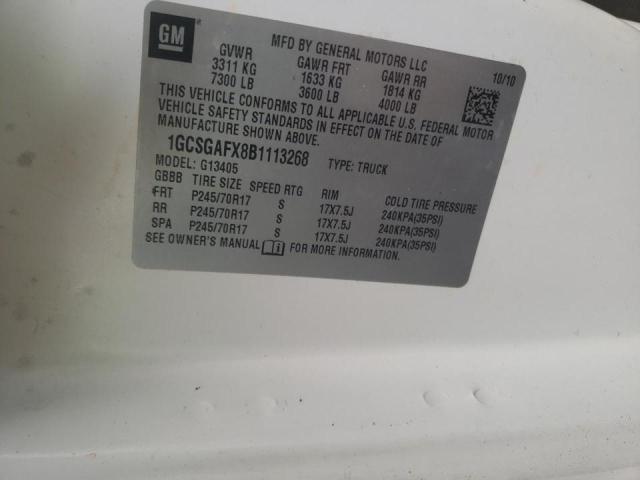 GM
MFD BY GENERAL MOTORS LLC
GVWR GAWR FRT GAWR RR 10/10
3311 KG 1633 KG 1814 KG
7300 LB 3600 LB 4000 LB
THIS VEHICLE CONFORMS TO ALL APPLICABLE U.S. FEDERAL MOTOR
VEHICLE SAFETY STANDARDS IN EFFECT ON THE DATE OF
MANUFACTURE SHOWN ABOVE.
1GCSGAFX8B1113268 TYPE: TRUCK
MODEL: G13405
GBBB TIRE SIZE SPEED RTG RIM COLD TIRE PRESSURE
FRT P245/70R17 S 17X7.5J 240KPA(35PSI)
RR P245/70R17 S 17X7.5J 240KPA(35PSI)
SPA P245/70R17 S 17X7.5J 240KPA(35PSI)
SEE OWNER'S MANUAL FOR MORE INFORMATION.